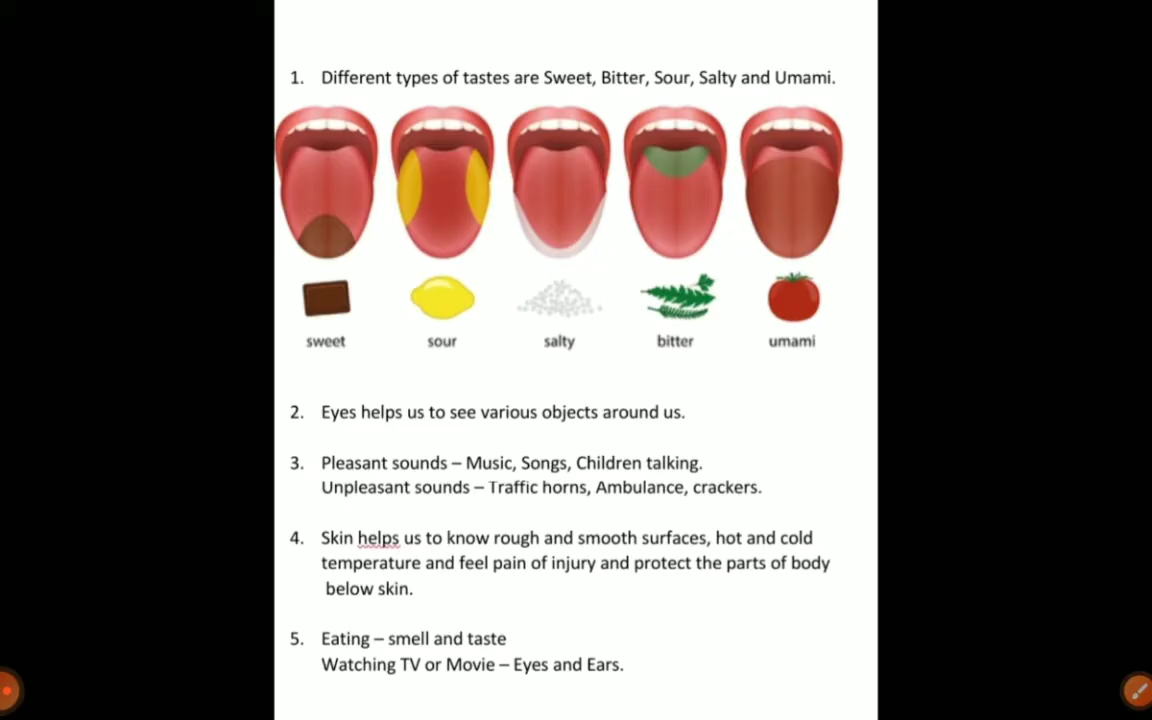 1. Different types of tastes are Sweet, Bitter, Sour, Salty and Umami.
sweet sour salty bitter umami
2. Eyes helps us to see various objects around us.
3. Pleasant sounds – Music, Songs, Children talking.
Unpleasant sounds – Traffic horns, Ambulance, crackers.
4. Skin helps us to know rough and smooth surfaces, hot and cold
temperature and feel pain of injury and protect the parts of body
below skin.
5. Eating – smell and taste
Watching TV or Movie – Eyes and Ears.